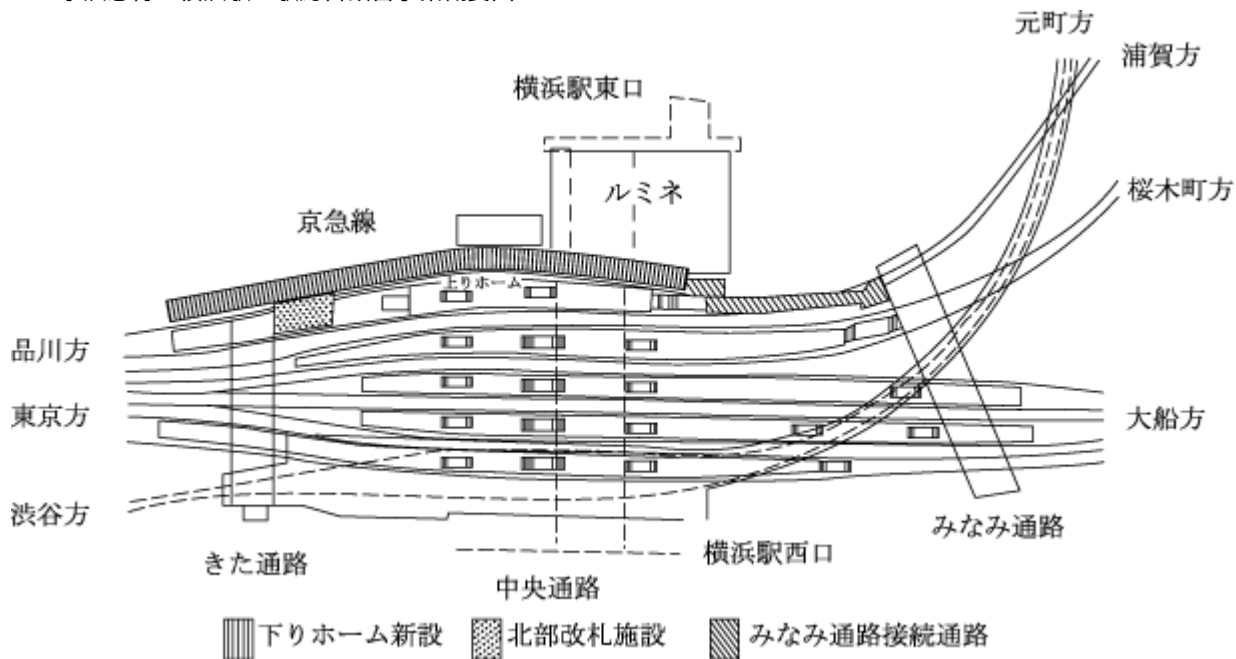 元町方
浦賀方
横浜駅東口
ルミネ
桜木町方
京急線
上りホーム
品川方
東京方
大船方
渋谷方
みなみ通路
横浜駅西口
きた通路
中央通路
下りホーム新設
北部改札施設
みなみ通路接続通路